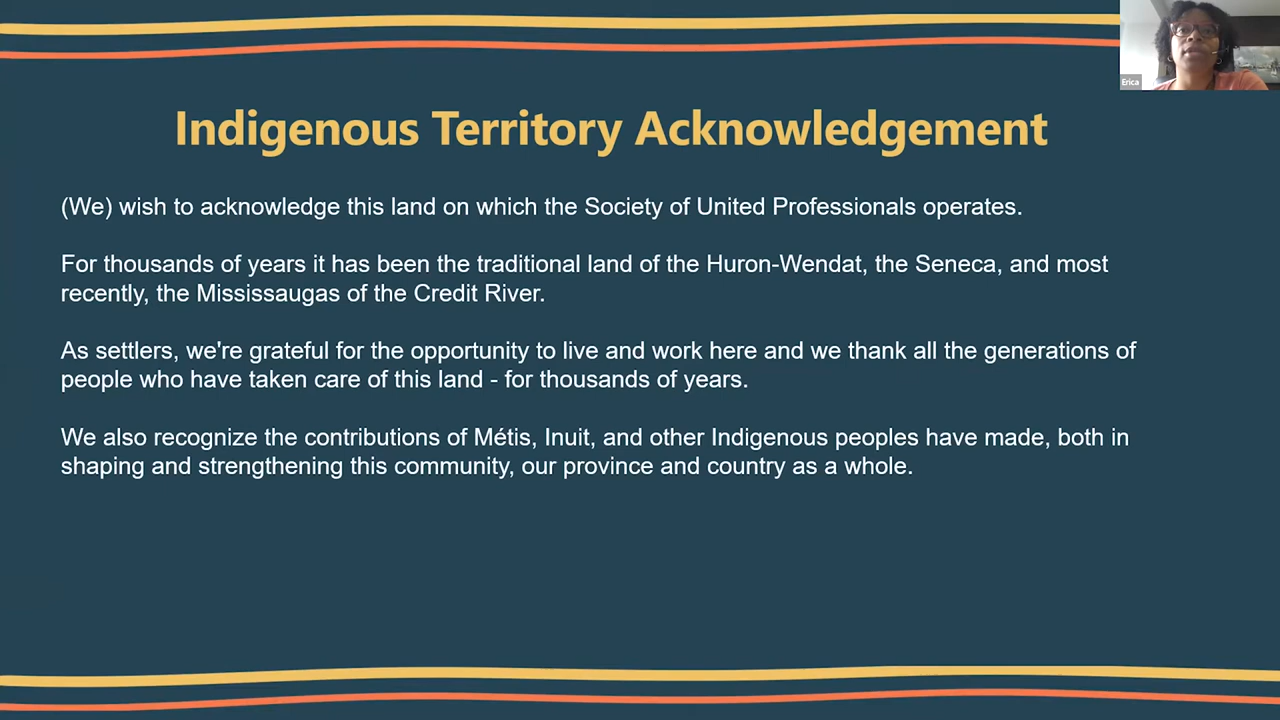 Erica
Indigenous Territory Acknowledgement
(We) wish to acknowledge this land on which the Society of United Professionals operates.
For thousands of years it has been the traditional land of the Huron-Wendat, the Seneca, and most
recently, the Mississaugas of the Credit River.
As settlers, we're grateful for the opportunity to live and work here and we thank all the generations of
people who have taken care of this land - for thousands of years.
We also recognize the contributions of Métis, Inuit, and other Indigenous peoples have made, both in
shaping and strengthening this community, our province and country as a whole.